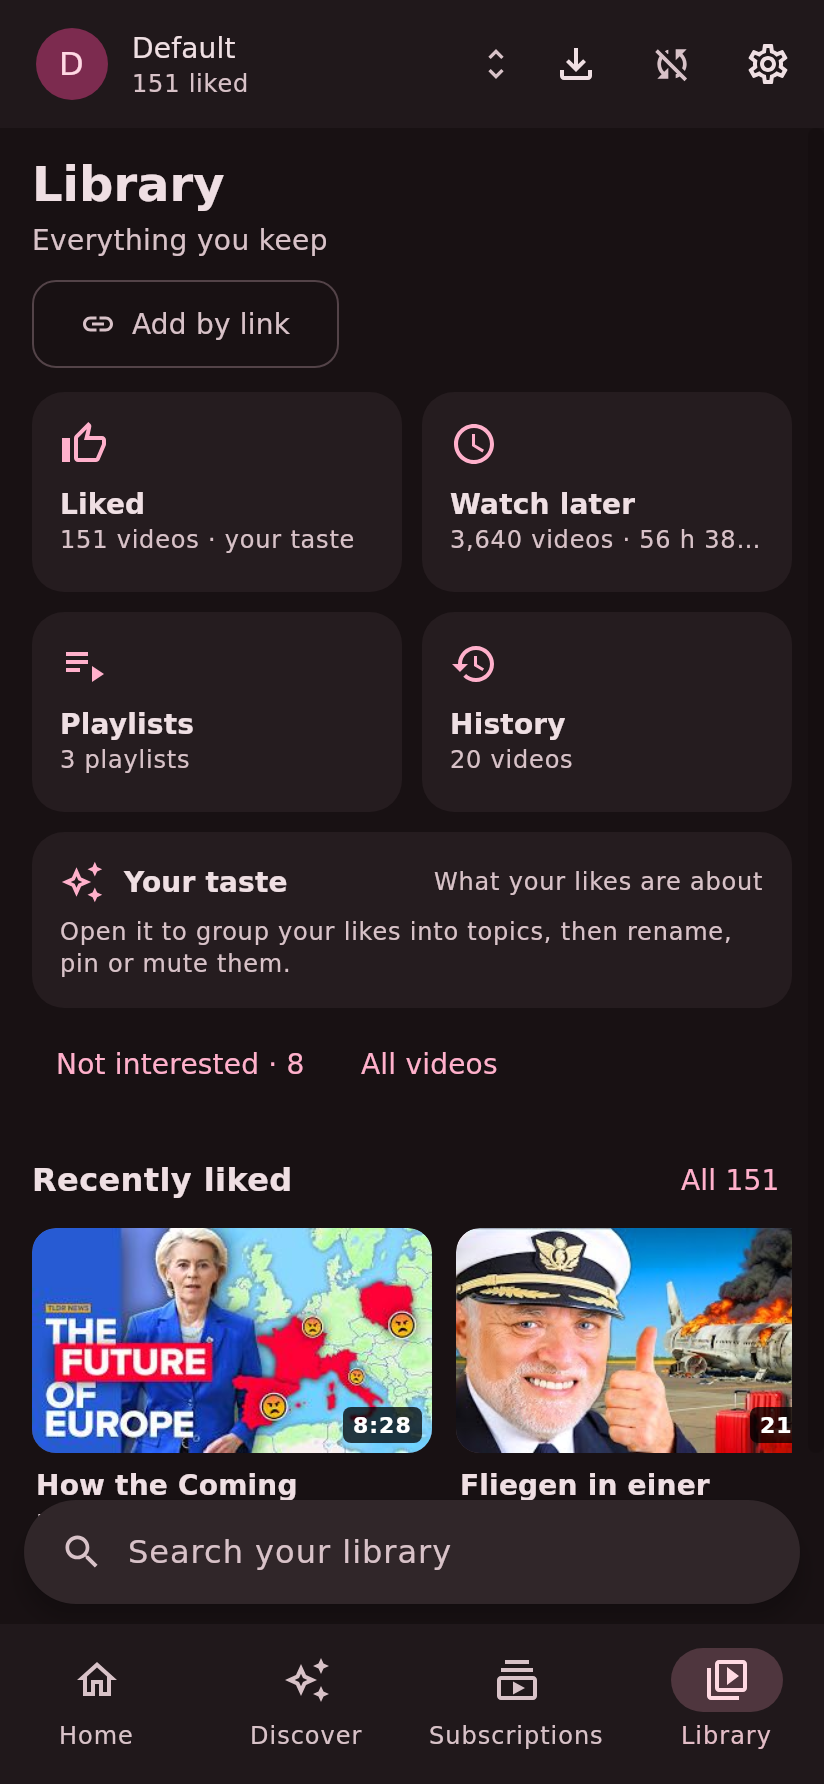 D
Default
151 liked
Library
Everything you keep
Add by link
Liked
151 videos · your taste
Watch later
3,640 videos · 56 h 38…
Playlists
3 playlists
History
20 videos
Your taste
What your likes are about
Open it to group your likes into topics, then rename,
pin or mute them.
Not interested · 8
All videos
Recently liked
All 151
TLDR NEWS
THE
FUTURE
OF
EUROPE
8:28
21
How the Coming
Fliegen in einer
Search your library
Home
Discover
Subscriptions
Library